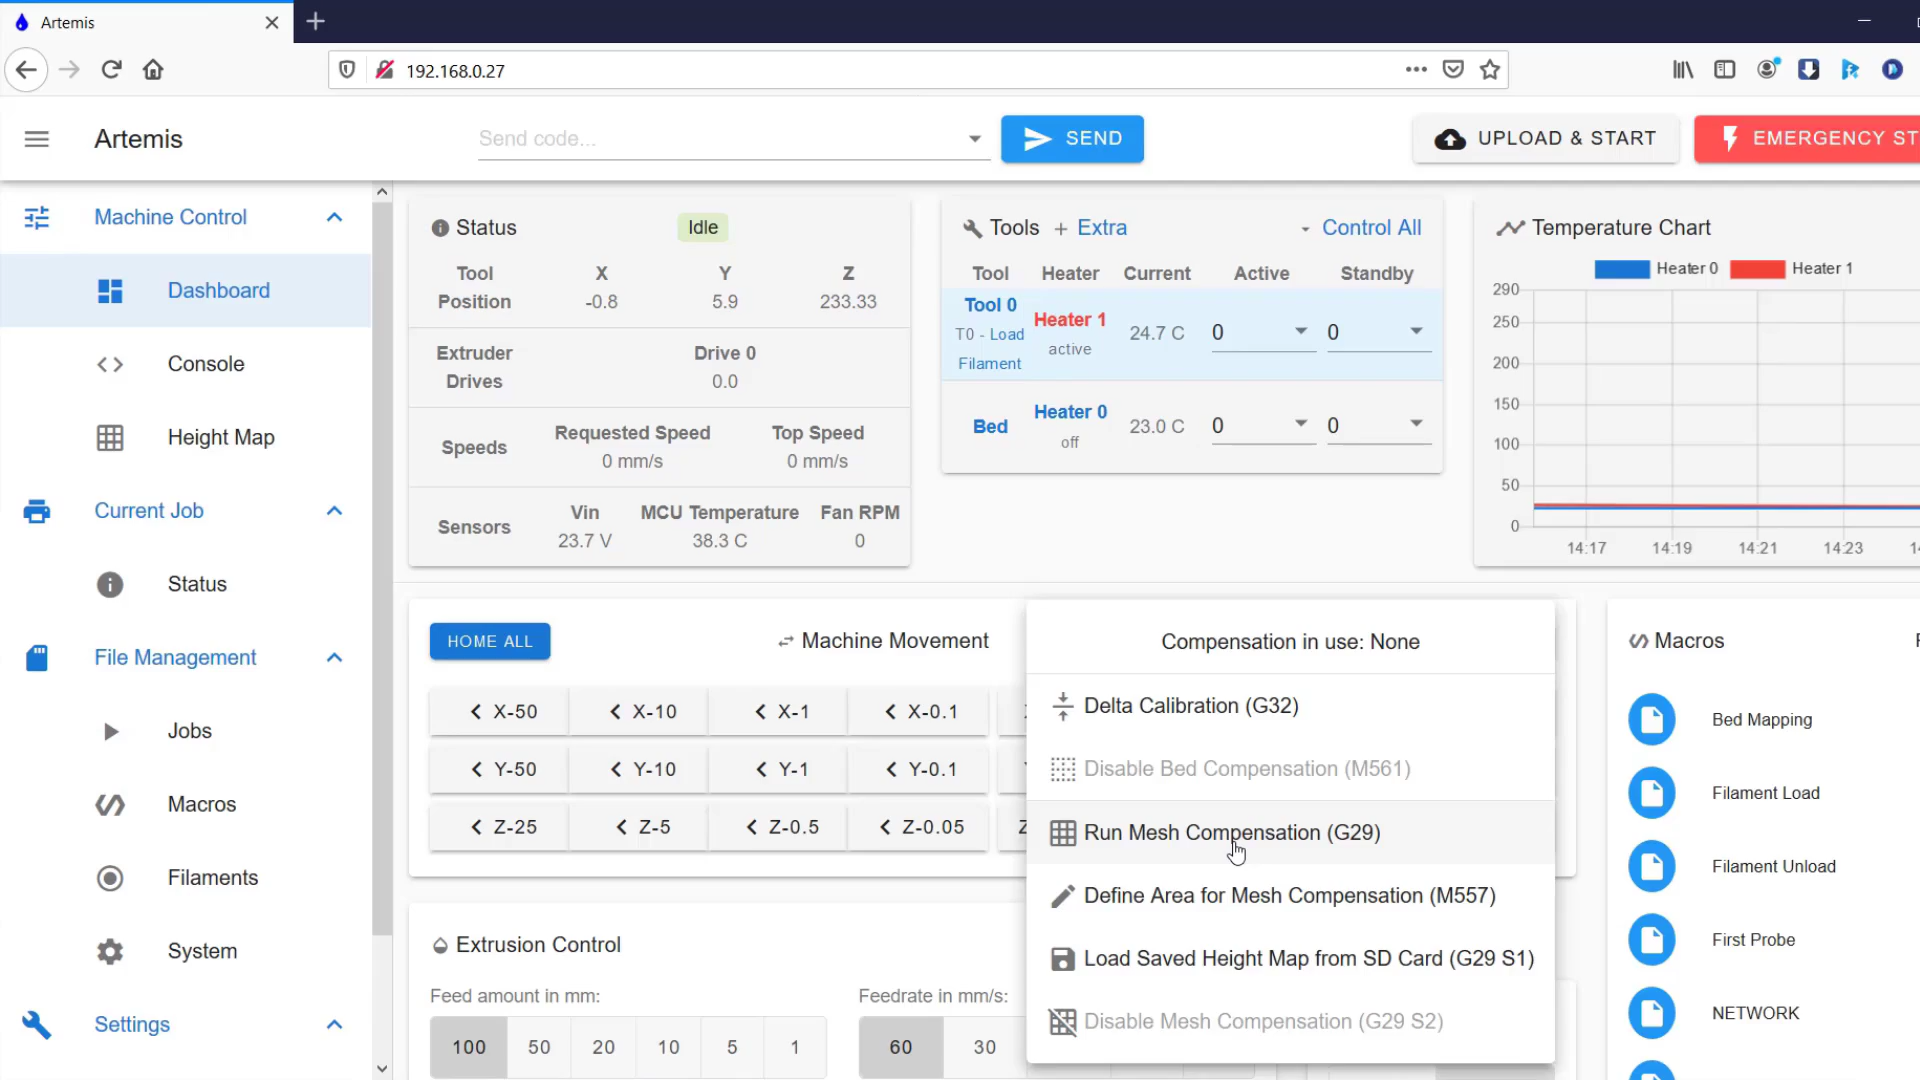 Artemis
192.168.0.27
Artemis
Send code...
SEND
UPLOAD & START
EMERGENCY ST
Machine Control
Dashboard
Console
Height Map
Current Job
Status
File Management
Jobs
Macros
Filaments
System
Settings
Status
Idle
Tool Position
X
Y
Z
-0.8
5.9
233.33
Extruder Drives
Drive 0
0.0
Speeds
Requested Speed
Top Speed
0 mm/s
0 mm/s
Sensors
Vin
MCU Temperature
Fan RPM
23.7 V
38.3 C
0
Tools + Extra
Control All
Tool
Heater
Current
Active
Standby
Tool 0
T0 - Load
Filament
Heater 1
active
24.7 C
0
0
Bed
Heater 0
off
23.0 C
0
0
Temperature Chart
Heater 0
Heater 1
290
250
200
150
100
50
0
14:17
14:19
14:21
14:23
HOME ALL
Machine Movement
X-50
X-10
X-1
X-0.1
Y-50
Y-10
Y-1
Y-0.1
Z-25
Z-5
Z-0.5
Z-0.05
Compensation in use: None
Delta Calibration (G32)
Disable Bed Compensation (M561)
Run Mesh Compensation (G29)
Define Area for Mesh Compensation (M557)
Load Saved Height Map from SD Card (G29 S1)
Disable Mesh Compensation (G29 S2)
Macros
Bed Mapping
Filament Load
Filament Unload
First Probe
NETWORK
Extrusion Control
Feed amount in mm:
100
50
20
10
5
1
Feedrate in mm/s:
60
30